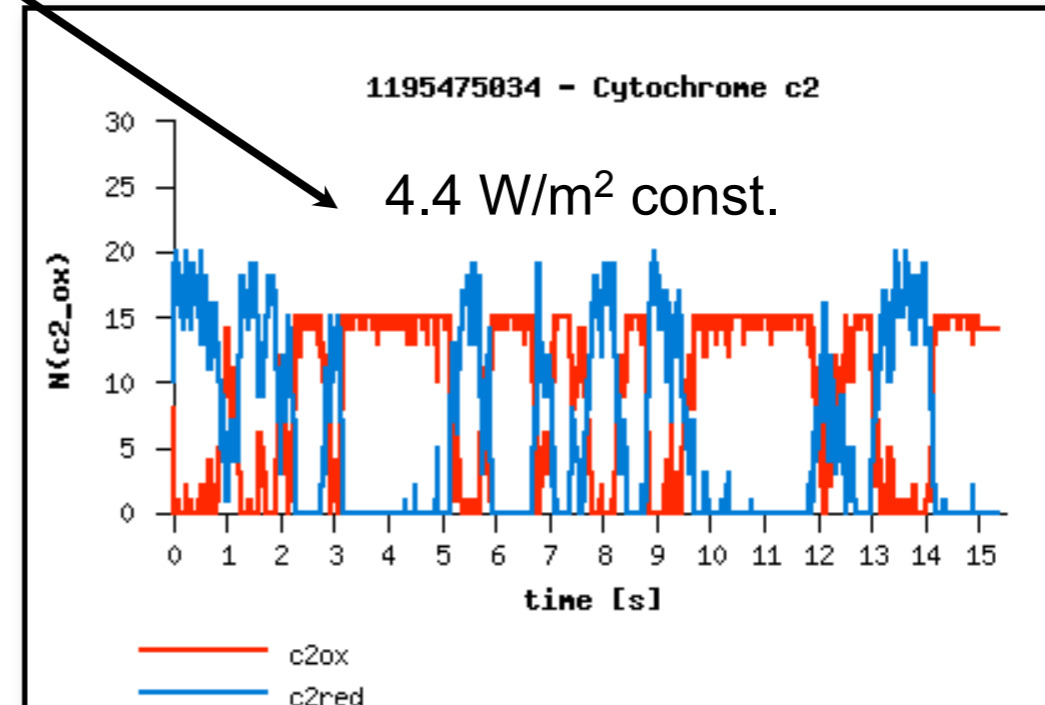 1195475034 - Cytochrome c2
4.4 W/m² const.
30
25
20
15
10
5
0
N(c2_ox)
0 1 2 3 4 5 6 7 8 9 10 11 12 13 14 15
time [s]
c2ox
c2red